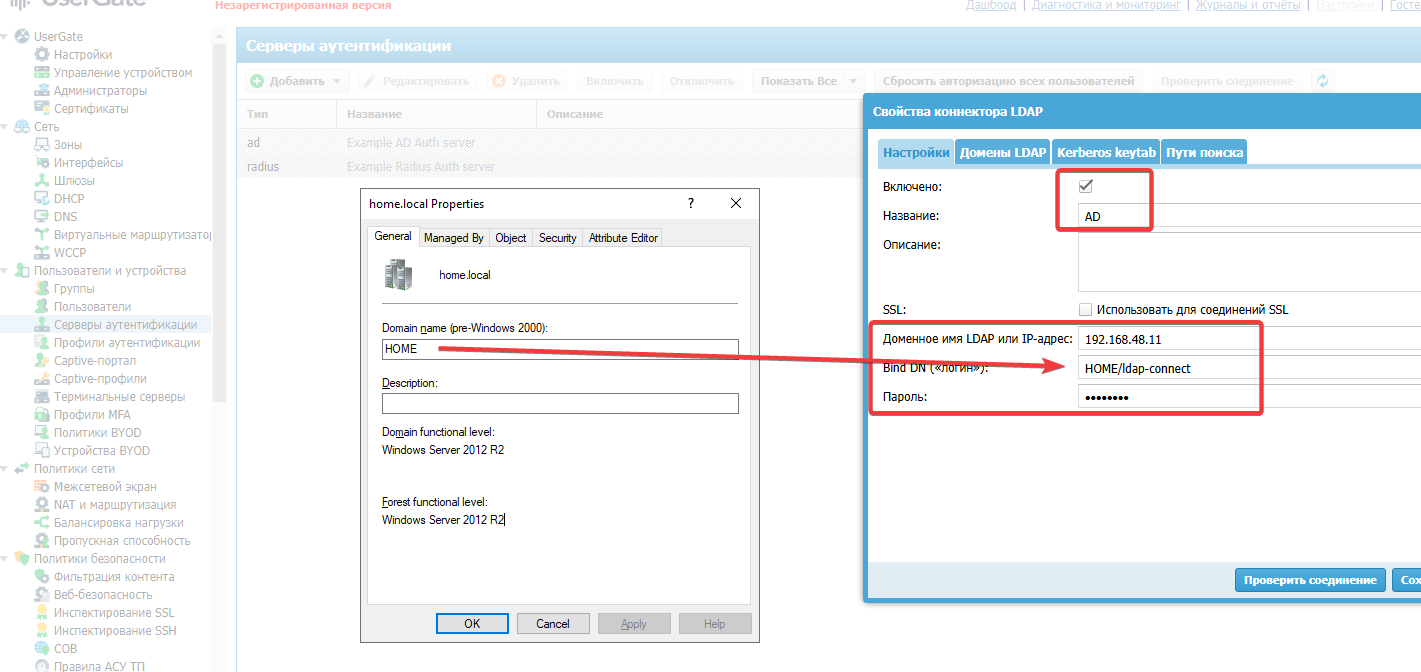 UserGate
Незарегистрированная версия
Дашборд | Диагностика и мониторинг | Журналы и отчёты | Настройки | Госте
UserGate
Настройки
Управление устройством
Администраторы
Сертификаты
Сеть
Зоны
Интерфейсы
Шлюзы
DHCP
DNS
Виртуальные маршрутизатор
WCCP
Пользователи и устройства
Группы
Пользователи
Серверы аутентификации
Профили аутентификации
Captive-портал
Captive-профили
Терминальные серверы
Профили MFA
Политики BYOD
Устройства BYOD
Политики сети
Межсетевой экран
NAT и маршрутизация
Балансировка нагрузки
Пропускная способность
Политики безопасности
Фильтрация контента
Веб-безопасность
Инспектирование SSL
Инспектирование SSH
СОВ
Правила АСУ ТП
Серверы аутентификации
Добавить Редактировать Удалить Включить Отключить Показать Все Сбросить авторизацию всех пользователей Проверить соединение
Тип Название Описание
ad Example AD Auth server
radius Example Radius Auth server
home.local Properties ?
General Managed By Object Security Attribute Editor
home.local
Domain name (pre-Windows 2000):
HOME
Description:
Domain functional level:
Windows Server 2012 R2
Forest functional level:
Windows Server 2012 R2
OK Cancel Apply Help
Свойства коннектора LDAP
Настройки Домены LDAP Kerberos keytab Пути поиска
Включено:
Название: AD
Описание:
SSL: Использовать для соединений SSL
Доменное имя LDAP или IP-адрес: 192.168.48.11
Bind DN («логин»): HOME/ldap-connect
Пароль: ••••••••
Проверить соединение Сох